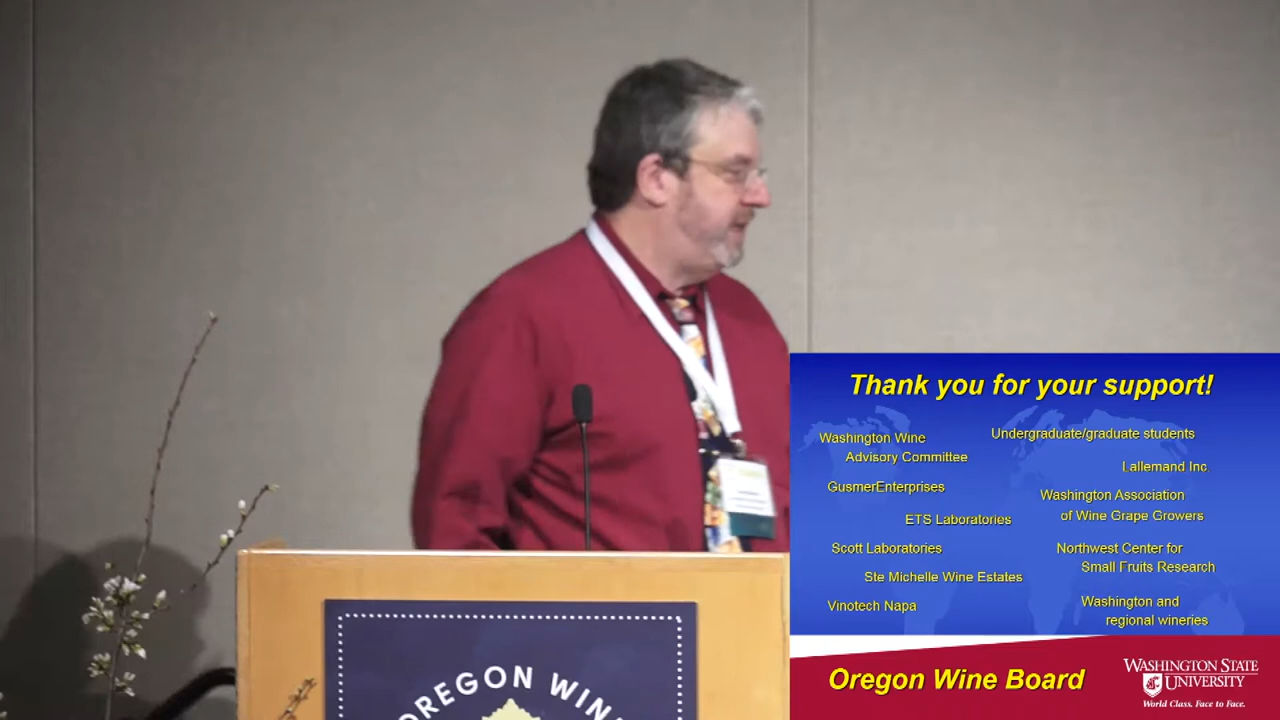 Thank you for your support!
Washington Wine
Advisory Committee
GusmerEnterprises
ETS Laboratories
Scott Laboratories
Ste Michelle Wine Estates
Vinotech Napa
Undergraduate/graduate students
Lallemand Inc.
Washington Association
of Wine Grape Growers
Northwest Center for
Small Fruits Research
Washington and
regional wineries
Oregon Wine Board
WASHINGTON STATE
UNIVERSITY
World Class. Face to Face.
OREGON WINE